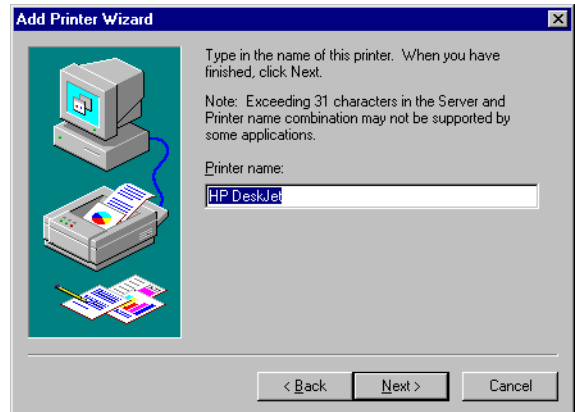 Add Printer Wizard
Type in the name of this printer.  When you have
finished, click Next.
Note:  Exceeding 31 characters in the Server and
Printer name combination may not be supported by
some applications.
Printer name:
HP DeskJet
< Back
Next >
Cancel